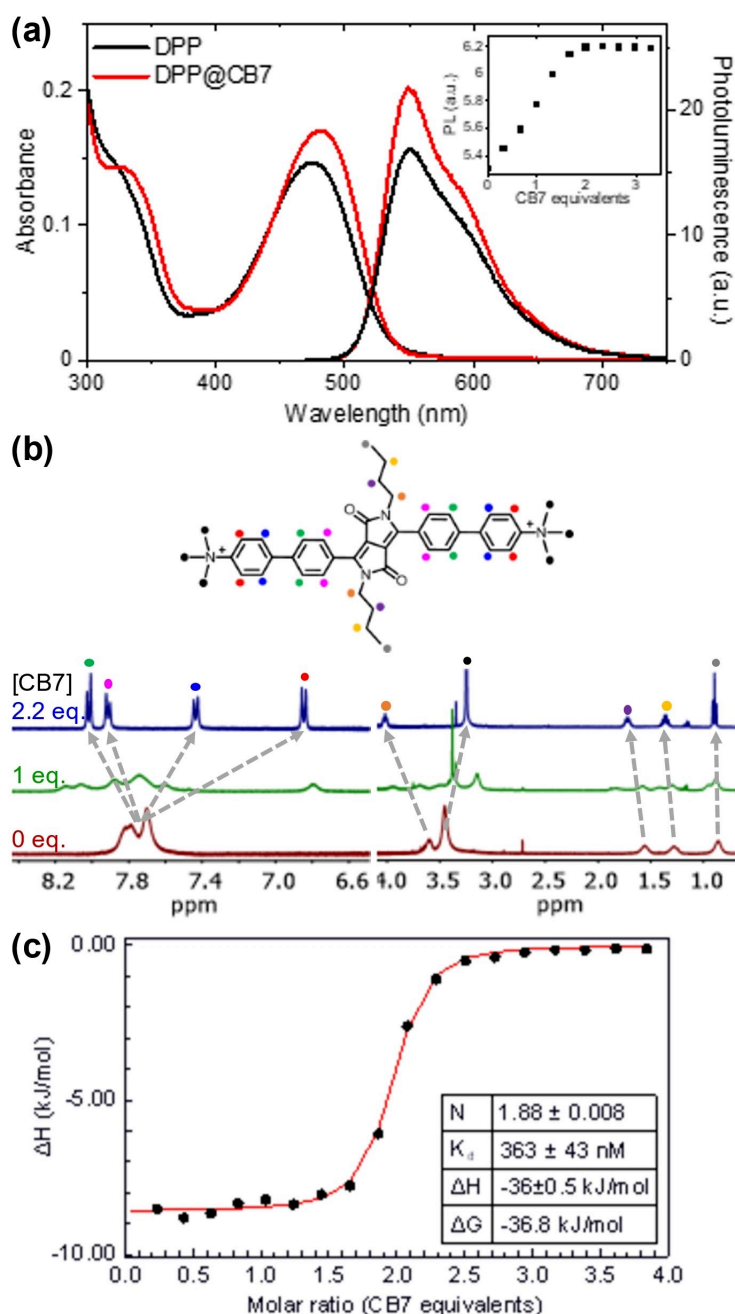 (a)
DPP
DPP@CB7
Absorbance
0.2
0.1
0
300
400
500
600
700
Wavelength (nm)
20
10
0
Photoluminescence (a.u.)
PL (a.u.)
6.2
6
5.8
5.6
5.4
0
1
2
3
CB7 equivalents
(b)
O
N
N
O
N
+
N
+
[CB7]
2.2 eq.
1 eq.
0 eq.
8.2
7.8
7.4
7.0
6.6
ppm
4.0
3.5
3.0
2.5
2.0
1.5
1.0
ppm
(c)
0.00
-5.00
-10.00
ΔH (kJ/mol)
N 1.88 ± 0.008
Kd 363 ± 43 nM
ΔH -36±0.5 kJ/mol
ΔG -36.8 kJ/mol
0.0 0.5 1.0 1.5 2.0 2.5 3.0 3.5 4.0
Molar ratio (CB7 equivalents)